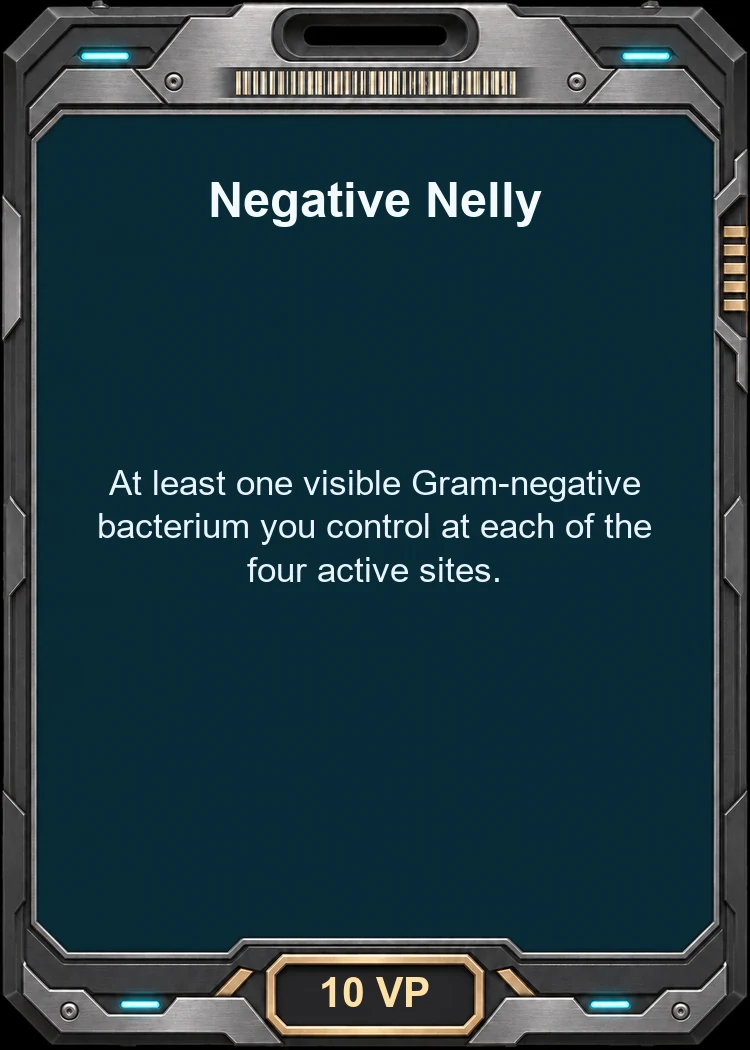 Negative Nelly
At least one visible Gram-negative
bacterium you control at each of the
four active sites.
10 VP